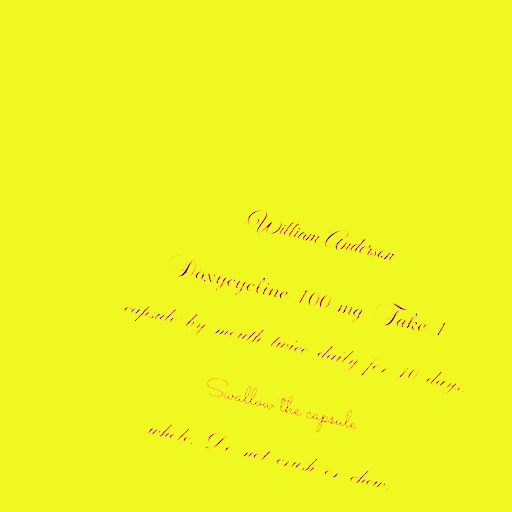 William Anderson
Doxycycline 100 mg Take 1
capsule by mouth twice daily for 10 days.
Swallow the capsule
whole. Do not crush or chew.